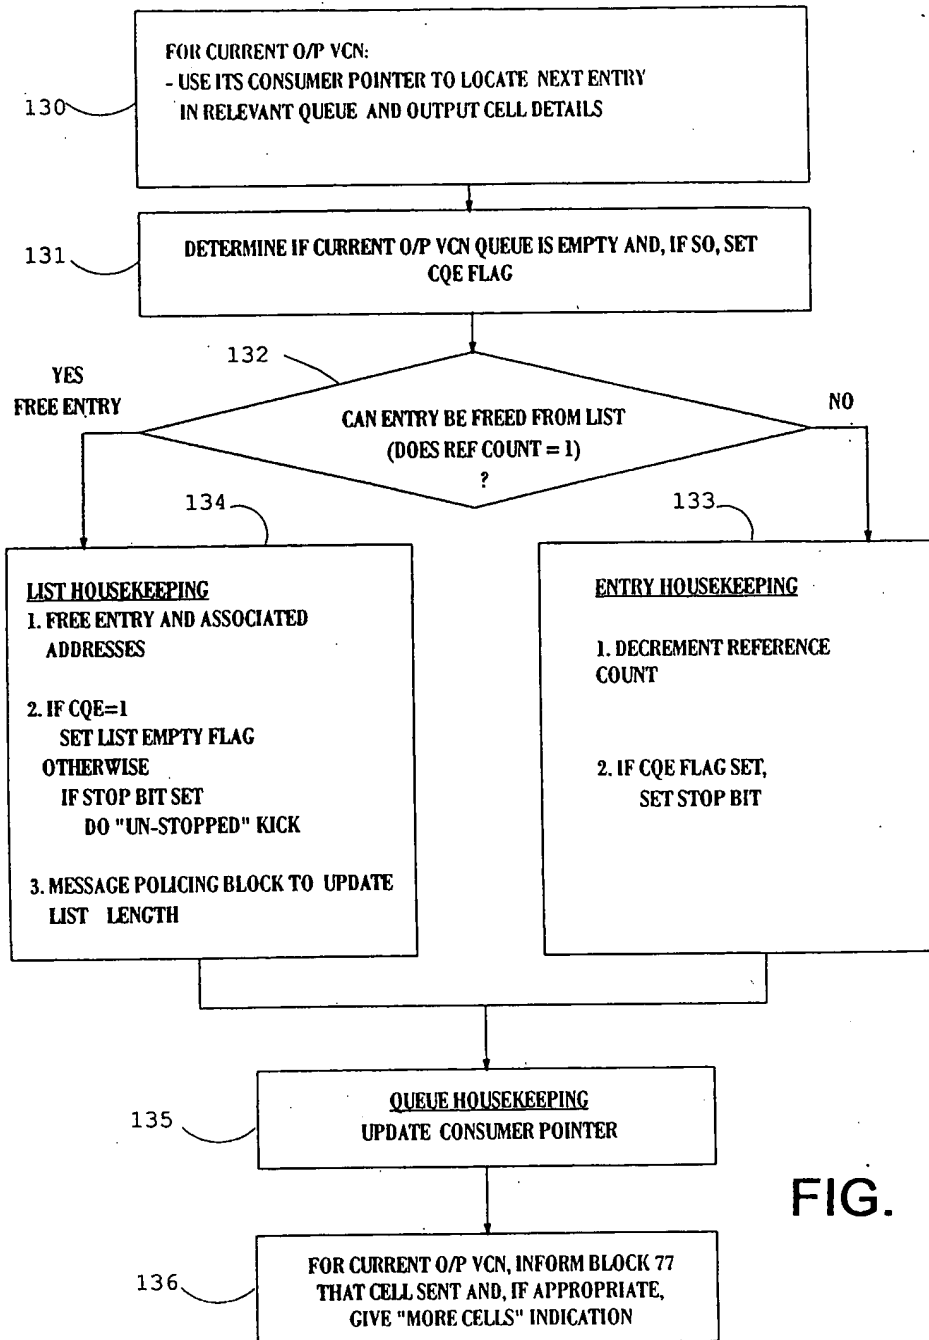 FOR CURRENT O/P VCN:
- USE ITS CONSUMER POINTER TO LOCATE NEXT ENTRY
IN RELEVANT QUEUE AND OUTPUT CELL DETAILS
130
DETERMINE IF CURRENT O/P VCN QUEUE IS EMPTY AND, IF SO, SET
CQE FLAG
131
132
YES
FREE ENTRY
CAN ENTRY BE FREED FROM LIST
(DOES REF COUNT = 1)
?
NO
134
133
LIST HOUSEKEEPING
1. FREE ENTRY AND ASSOCIATED
ADDRESSES
2. IF CQE=1
SET LIST EMPTY FLAG
OTHERWISE
IF STOP BIT SET
DO "UN-STOPPED" KICK
3. MESSAGE POLICING BLOCK TO UPDATE
LIST LENGTH
ENTRY HOUSEKEEPING
1. DECREMENT REFERENCE
COUNT
2. IF CQE FLAG SET,
SET STOP BIT
QUEUE HOUSEKEEPING
UPDATE CONSUMER POINTER
135
FIG.
FOR CURRENT O/P VCN, INFORM BLOCK 77
THAT CELL SENT AND, IF APPROPRIATE,
GIVE "MORE CELLS" INDICATION
136